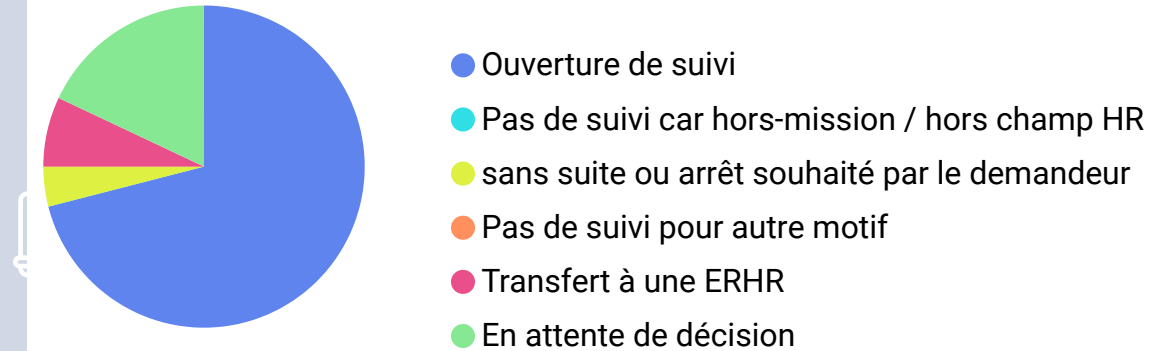 Ouverture de suivi
Pas de suivi car hors-mission / hors champ HR
sans suite ou arrêt souhaité par le demandeur
Pas de suivi pour autre motif
Transfert à une ERHR
En attente de décision